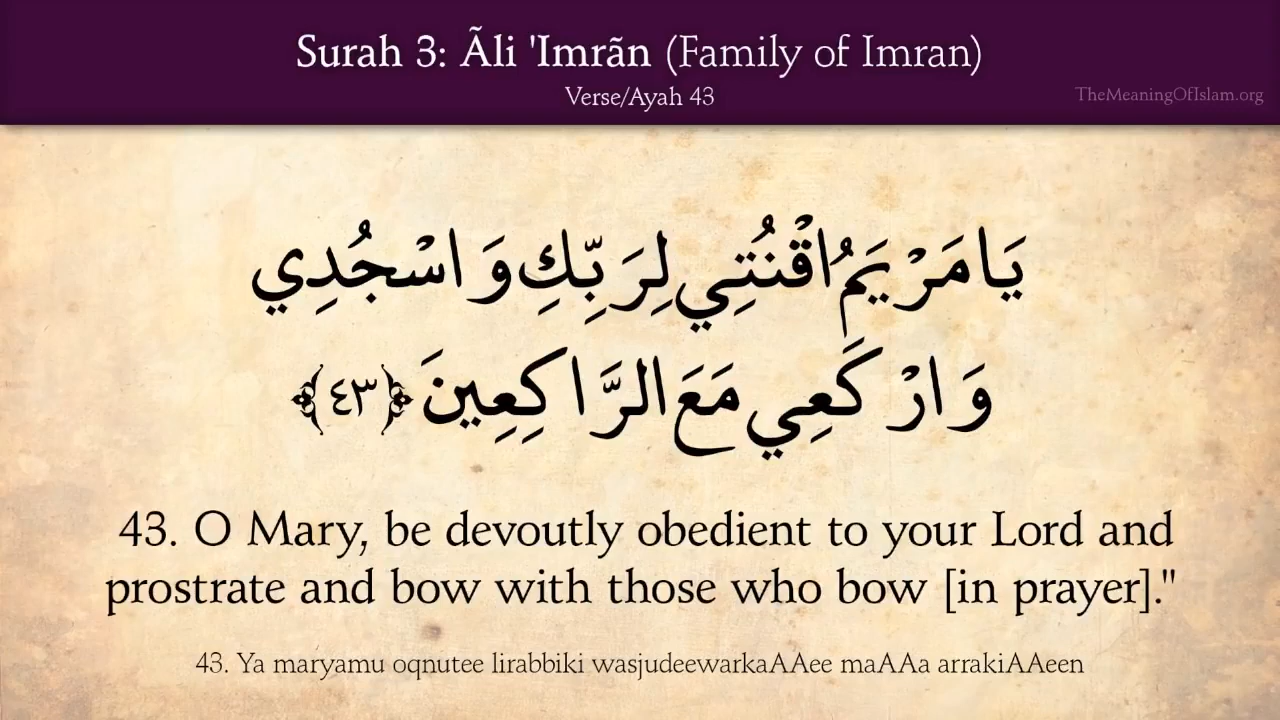 Surah 3: Ãli 'Imrãn (Family of Imran)
Verse/Ayah 43
TheMeaningOfIslam.org
يَا مَرْيَمُ اقْنُتِي لِرَبِّكِ وَاسْجُدِي
وَارْكَعِي مَعَ الرَّاكِعِينَ ﴿٤٣﴾
43. O Mary, be devoutly obedient to your Lord and
prostrate and bow with those who bow [in prayer]."
43. Ya maryamu oqnutee lirabbiki wasjudeewarkaAAee maAAa arrakiAAeen